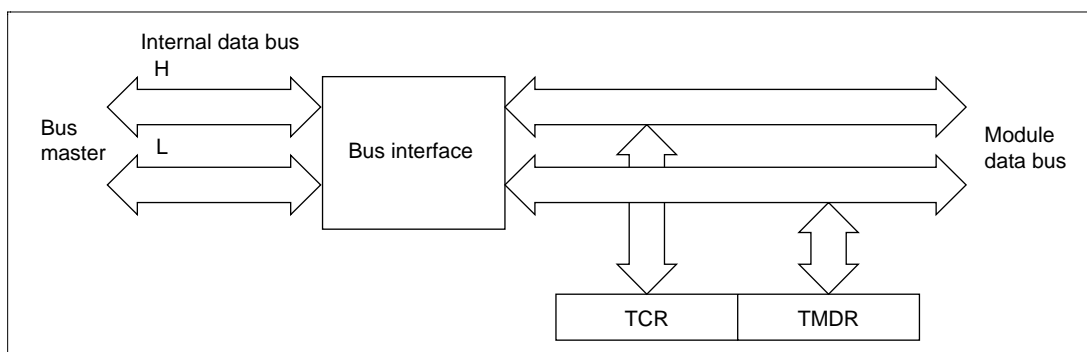 Internal data bus
H
Bus
master
L
Bus interface
Module
data bus
TCR
TMDR